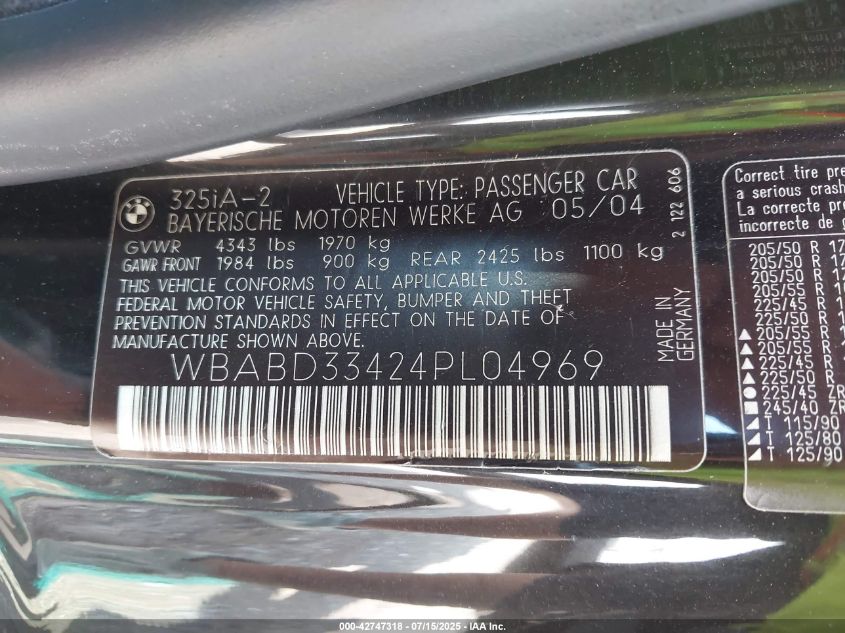 325iA-2 VEHICLE TYPE: PASSENGER CAR
BAYERISCHE MOTOREN WERKE AG 05/04
GVWR 4343 lbs 1970 kg
GAWR FRONT 1984 lbs 900 kg REAR 2425 lbs 1100 kg
THIS VEHICLE CONFORMS TO ALL APPLICABLE U.S.
FEDERAL MOTOR VEHICLE SAFETY, BUMPER AND THEFT
PREVENTION STANDARDS IN EFFECT ON THE DATE OF
MANUFACTURE SHOWN ABOVE.
WBABD33424PL04969
2 122 606
MADE IN
GERMANY
Correct tire
a serious crash
La correcte
incorrecte de
205/50 R 17
205/50 R
205/50 R
205/55 R
225/45 R
225/50 R
▲ 205/55 R
▲ 205/55 R
▲ 225/45 R
▲ 225/50 R
● 225/45 ZR
■ 245/40 ZR
◢ T 115/90
◢ T 125/80
◢ T 125/90
000-42747318 - 07/15/2025 - IAA Inc.